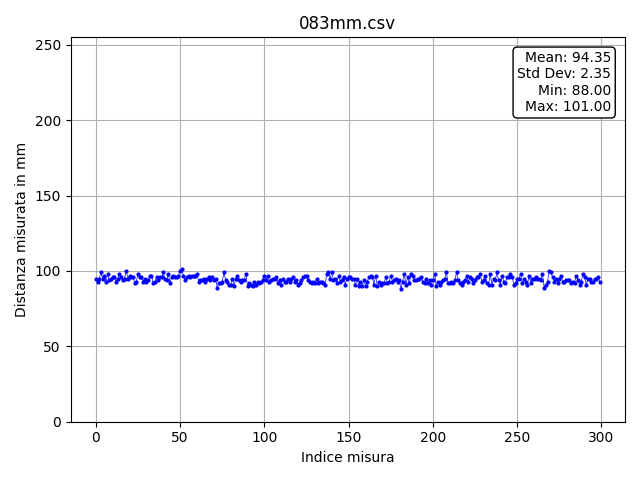 083mm.csv
Mean: 94.35
Std Dev: 2.35
Min: 88.00
Max: 101.00
Distanza misurata in mm
250
200
150
100
50
0
0 50 100 150 200 250 300
Indice misura